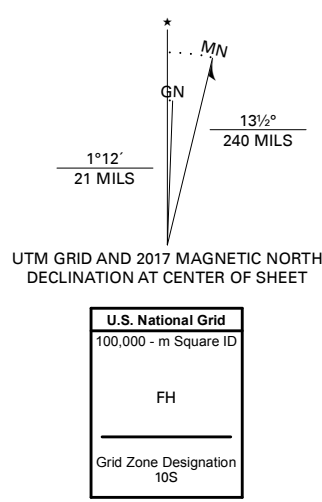 ★
MN
GN
13½°
240 MILS
1°12´
21 MILS
UTM GRID AND 2017 MAGNETIC NORTH
DECLINATION AT CENTER OF SHEET
U.S. National Grid
100,000 - m Square ID
FH
Grid Zone Designation
10S